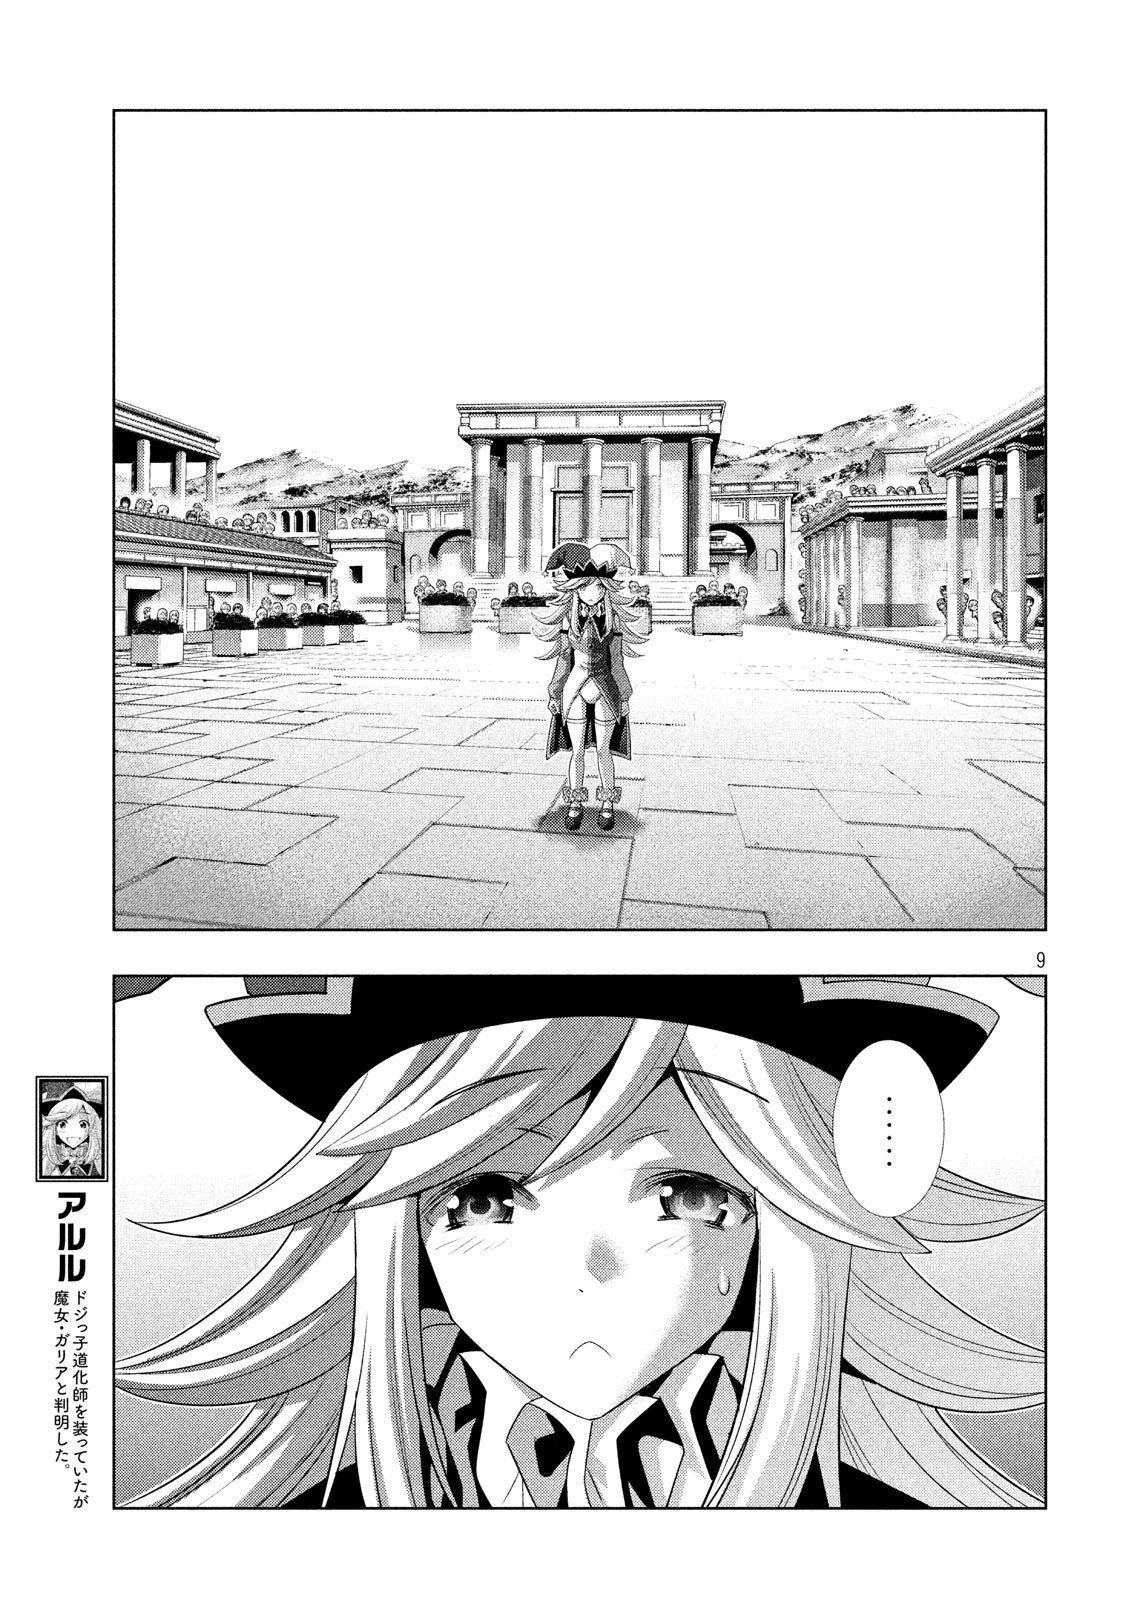 9
………
アルル
ドジっ子道化師を装っていたが
魔女・ガリアと判明した。